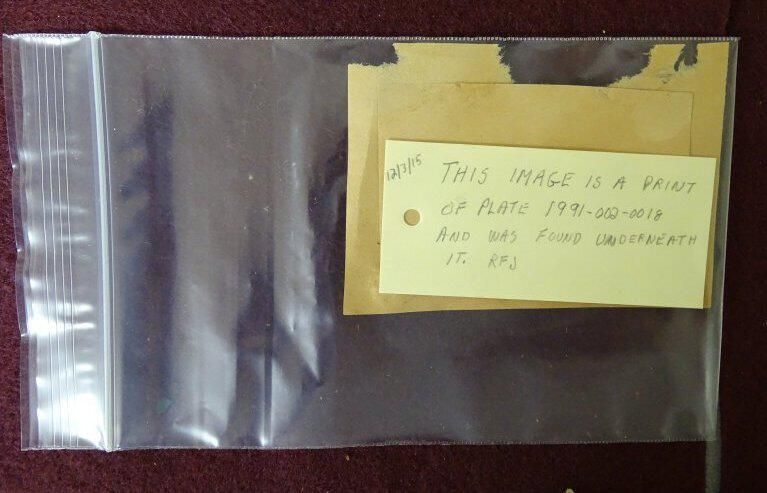 12/3/15
THIS IMAGE IS A PRINT
OF PLATE 1991-002-0018
AND WAS FOUND UNDERNEATH
IT. RFJ